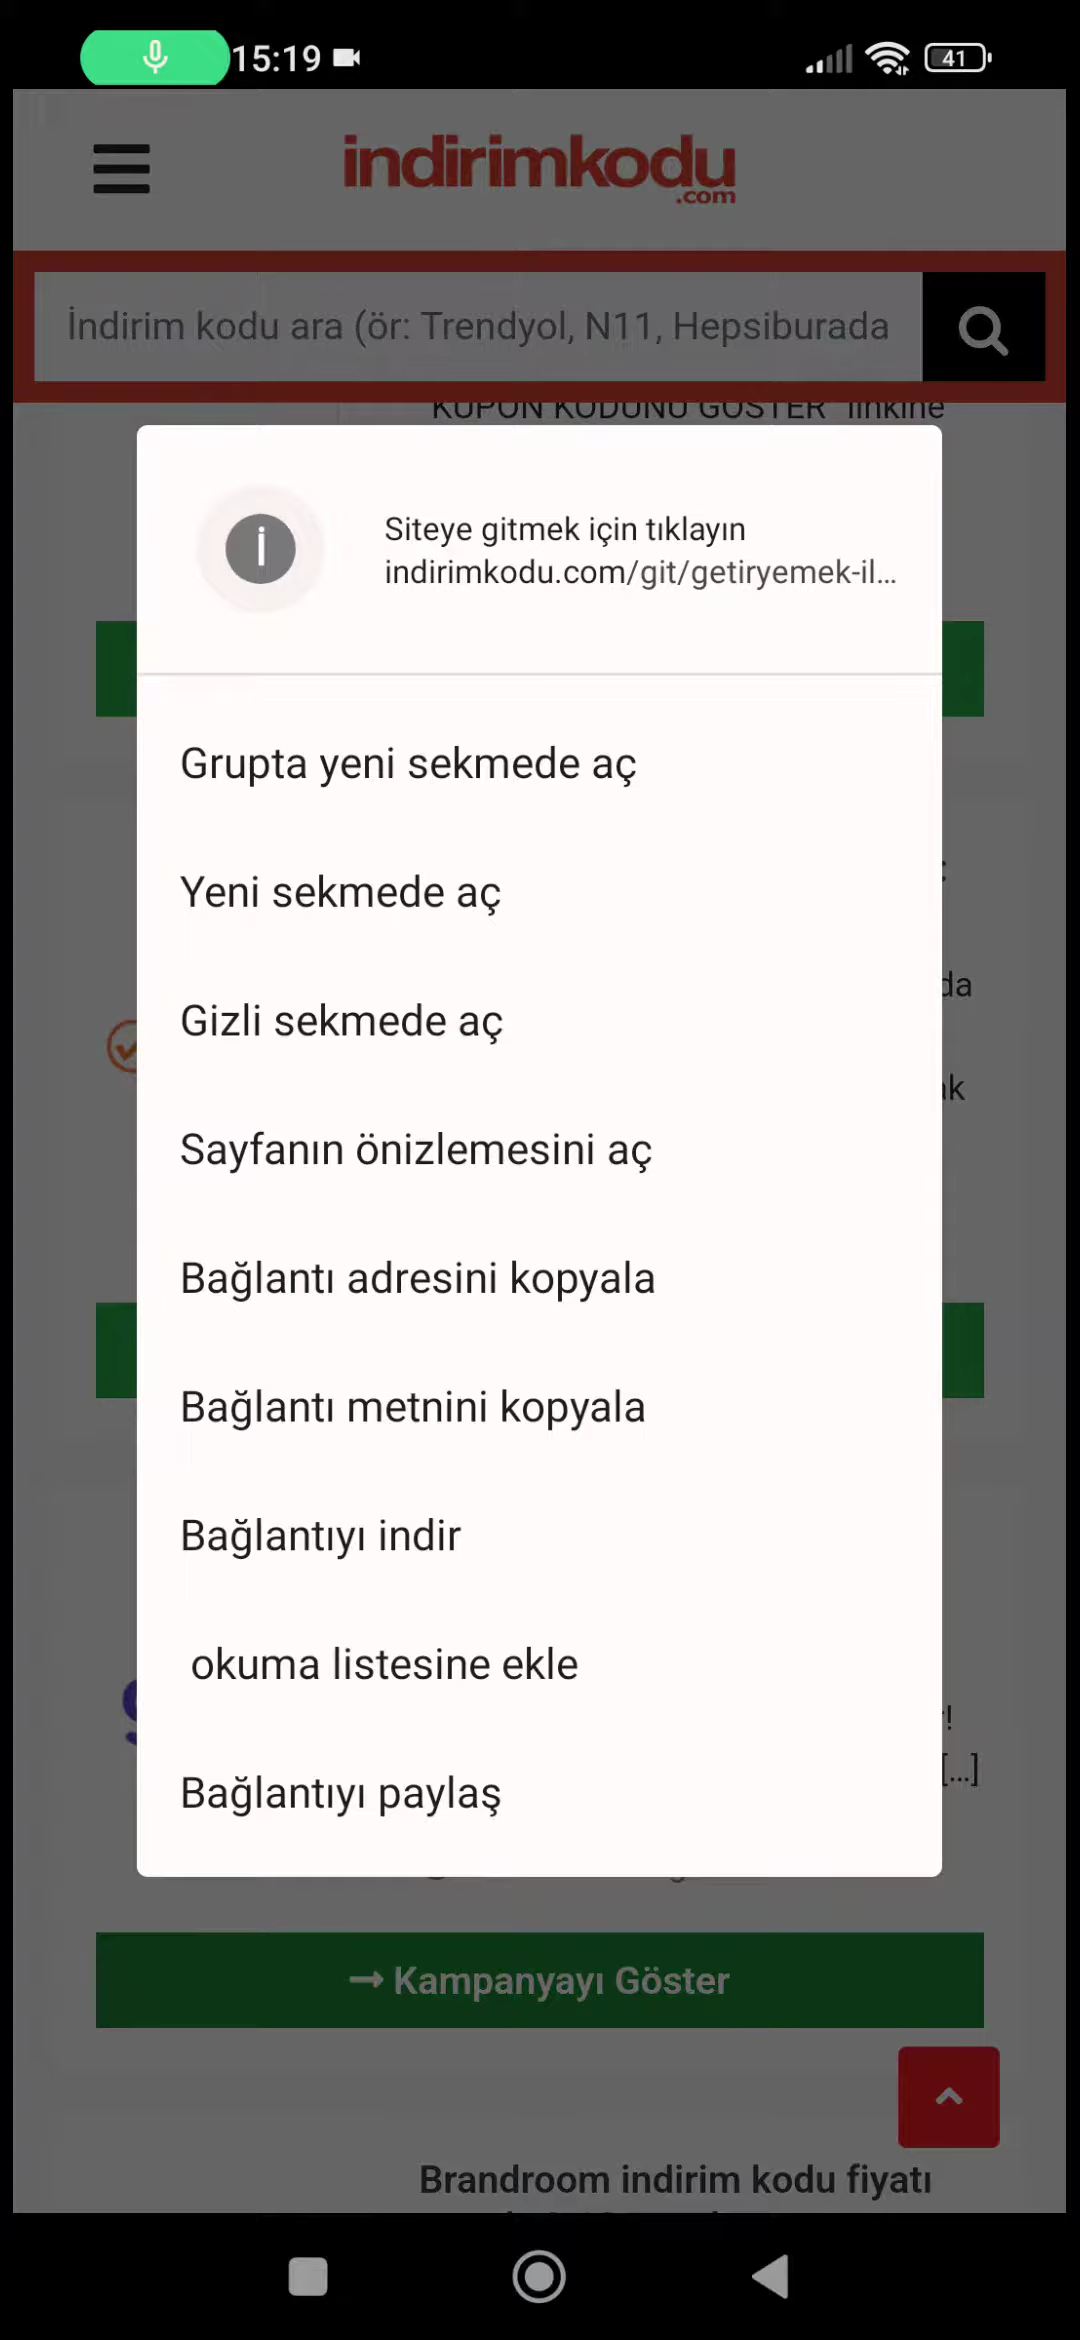 15:19
41
indirimkodu
.com
İndirim kodu ara (ör: Trendyol, N11, Hepsiburada
KUPON KODUNU GÖSTER" linkine
i
Siteye gitmek için tıklayın
indirimkodu.com/git/getiryemek-il...
Grupta yeni sekmede aç
Yeni sekmede aç
Gizli sekmede aç
da
Sayfanın önizlemesini aç
Bağlantı adresini kopyala
Bağlantı metnini kopyala
Bağlantıyı indir
okuma listesine ekle
[...]
Bağlantıyı paylaş
→ Kampanyayı Göster
Brandroom indirim kodu fiyatı